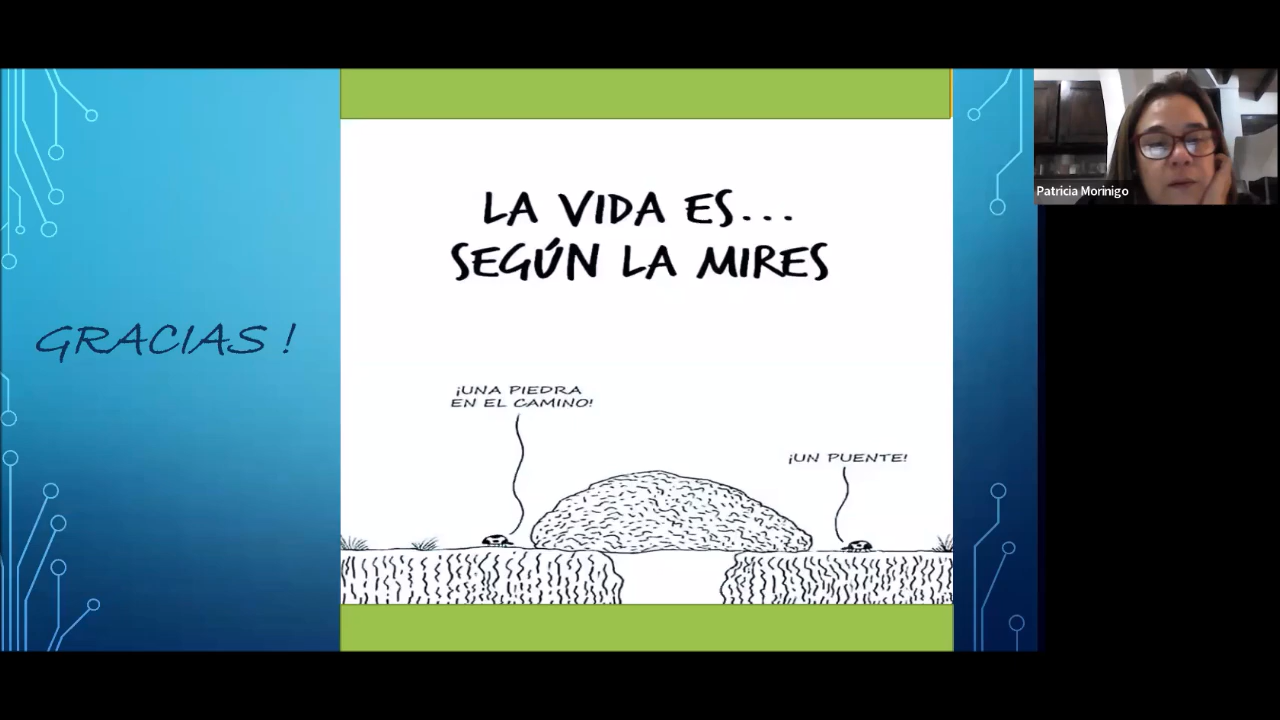 GRACIAS !
LA VIDA ES...
SEGÚN LA MIRES
¡UNA PIEDRA
EN EL CAMINO!
¡UN PUENTE!
Patricia Morinigo